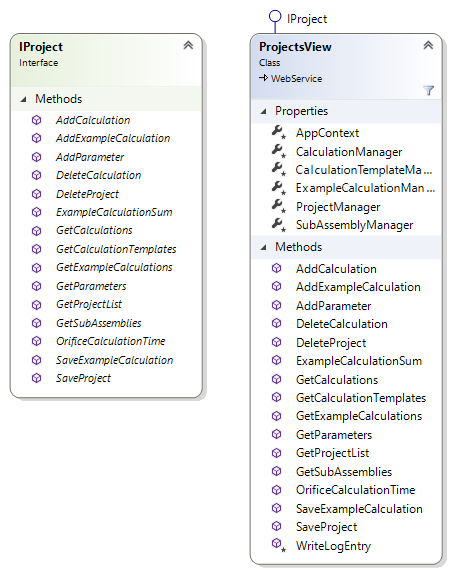 IProject
Interface
Methods
AddCalculation
AddExampleCalculation
AddParameter
DeleteCalculation
DeleteProject
ExampleCalculationSum
GetCalculations
GetCalculationTemplates
GetExampleCalculations
GetParameters
GetProjectList
GetSubAssemblies
OrificeCalculationTime
SaveExampleCalculation
SaveProject
IProject
ProjectsView
Class
WebService
Properties
AppContext
CalculationManager
CalculationTemplateMa...
ExampleCalculationMan...
ProjectManager
SubAssemblyManager
Methods
AddCalculation
AddExampleCalculation
AddParameter
DeleteCalculation
DeleteProject
ExampleCalculationSum
GetCalculations
GetCalculationTemplates
GetExampleCalculations
GetParameters
GetProjectList
GetSubAssemblies
OrificeCalculationTime
SaveExampleCalculation
SaveProject
WriteLogEntry